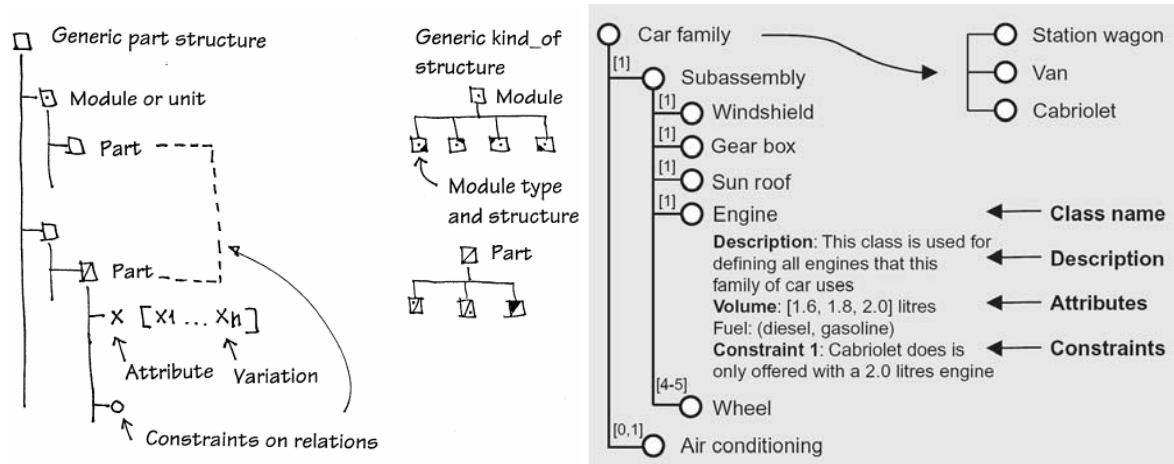 Generic part structure
Module or unit
Part
Part
X [X1 ... Xn]
Attribute Variation
Constraints on relations
Generic kind_of
structure
Module
Module type
and structure
Part
Car family
[1]
Subassembly
[1]
Windshield
[1]
Gear box
[1]
Sun roof
[1]
Engine
Description: This class is used for
defining all engines that this
family of car uses
Volume: [1.6, 1.8, 2.0] litres
Fuel: (diesel, gasoline)
Constraint 1: Cabriolet does is
only offered with a 2.0 litres engine
[4-5]
Wheel
[0,1]
Air conditioning
Station wagon
Van
Cabriolet
Class name
Description
Attributes
Constraints